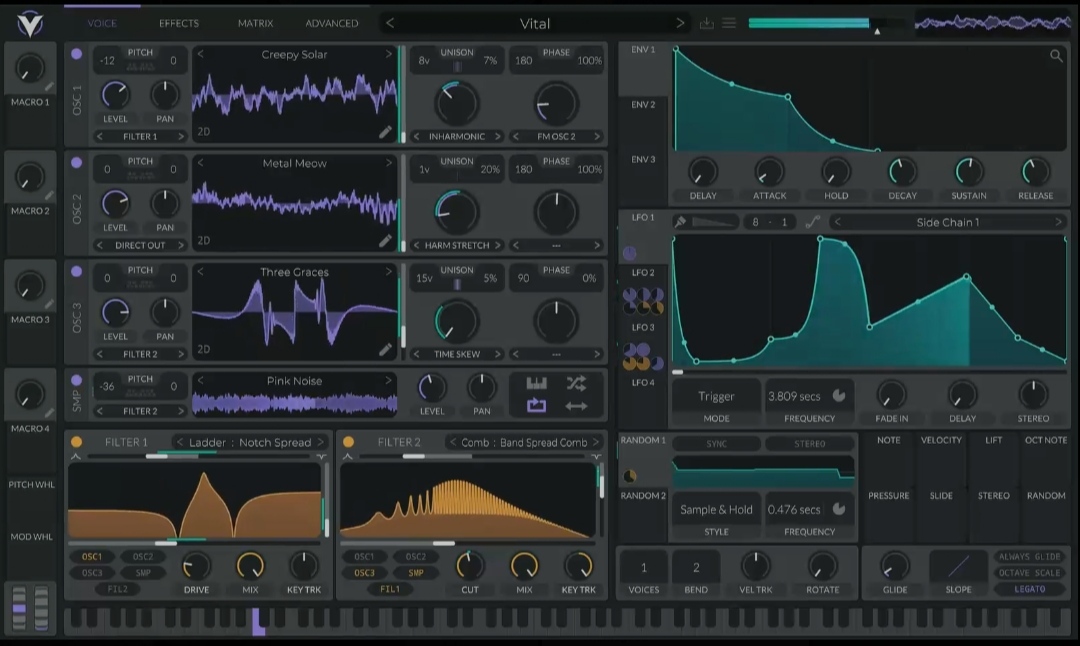 VOICE EFFECTS MATRIX ADVANCED < Vital >
MACRO 1
MACRO 2
MACRO 3
MACRO 4
PITCH WHL
MOD WHL
OSC 1
PITCH
-12 0
LEVEL PAN
< FILTER 1 >
< Creepy Solar >
2D
UNISON
8v 7%
< INHARMONIC >
PHASE
180 100%
< FM OSC 2 >
OSC 2
PITCH
0 0
LEVEL PAN
< DIRECT OUT >
< Metal Meow >
2D
UNISON
1v 20%
< HARM STRETCH >
PHASE
180 100%
< --- >
OSC 3
PITCH
0 0
LEVEL PAN
< FILTER 2 >
< Three Graces >
2D
UNISON
15v 5%
< TIME SKEW >
PHASE
90 0%
< --- >
SMP
PITCH
-36 0
< FILTER 2 >
< Pink Noise >
LEVEL PAN
FILTER 1 < Ladder : Notch Spread >
OSC1 OSC2
OSC3 SMP
FIL2
DRIVE MIX KEY TRK
FILTER 2 < Comb : Band Spread Comb >
OSC1 OSC2
OSC3 SMP
FIL1
CUT MIX KEY TRK
ENV 1
ENV 2
ENV 3
DELAY ATTACK HOLD DECAY SUSTAIN RELEASE
LFO 1
LFO 2
LFO 3
LFO 4
8 - 1 < Side Chain 1 >
Trigger
MODE
3.809 secs
FREQUENCY
FADE IN DELAY STEREO
RANDOM 1
RANDOM 2
SYNC STEREO
Sample & Hold
STYLE
0.476 secs
FREQUENCY
NOTE VELOCITY LIFT OCT NOTE
PRESSURE SLIDE STEREO RANDOM
1
VOICES
2
BEND
VEL TRK ROTATE
GLIDE SLOPE
ALWAYS GLIDE
OCTAVE SCALE
LEGATO